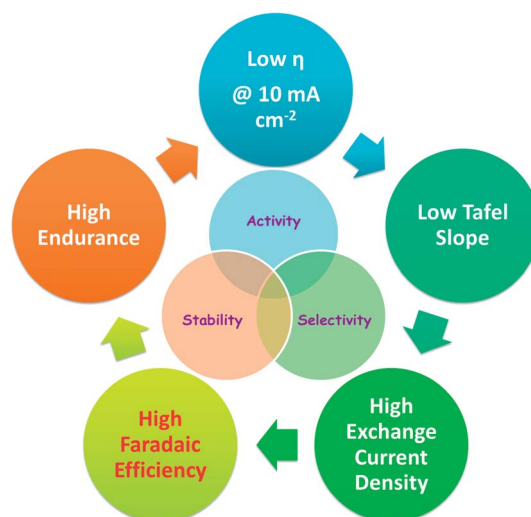 Low η
@ 10 mA
cm⁻²
High
Endurance
Activity
Low Tafel
Slope
Stability
Selectivity
High
Faradaic
Efficiency
High
Exchange
Current
Density